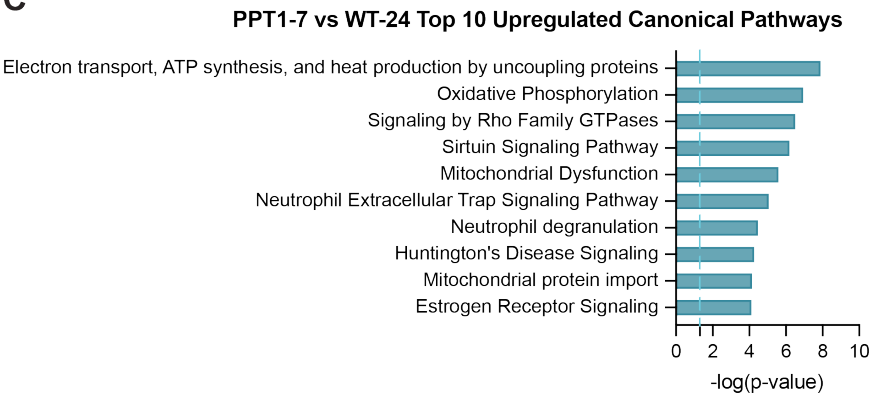 C
PPT1-7 vs WT-24 Top 10 Upregulated Canonical Pathways
Electron transport, ATP synthesis, and heat production by uncoupling proteins
Oxidative Phosphorylation
Signaling by Rho Family GTPases
Sirtuin Signaling Pathway
Mitochondrial Dysfunction
Neutrophil Extracellular Trap Signaling Pathway
Neutrophil degranulation
Huntington's Disease Signaling
Mitochondrial protein import
Estrogen Receptor Signaling
0 2 4 6 8 10
-log(p-value)